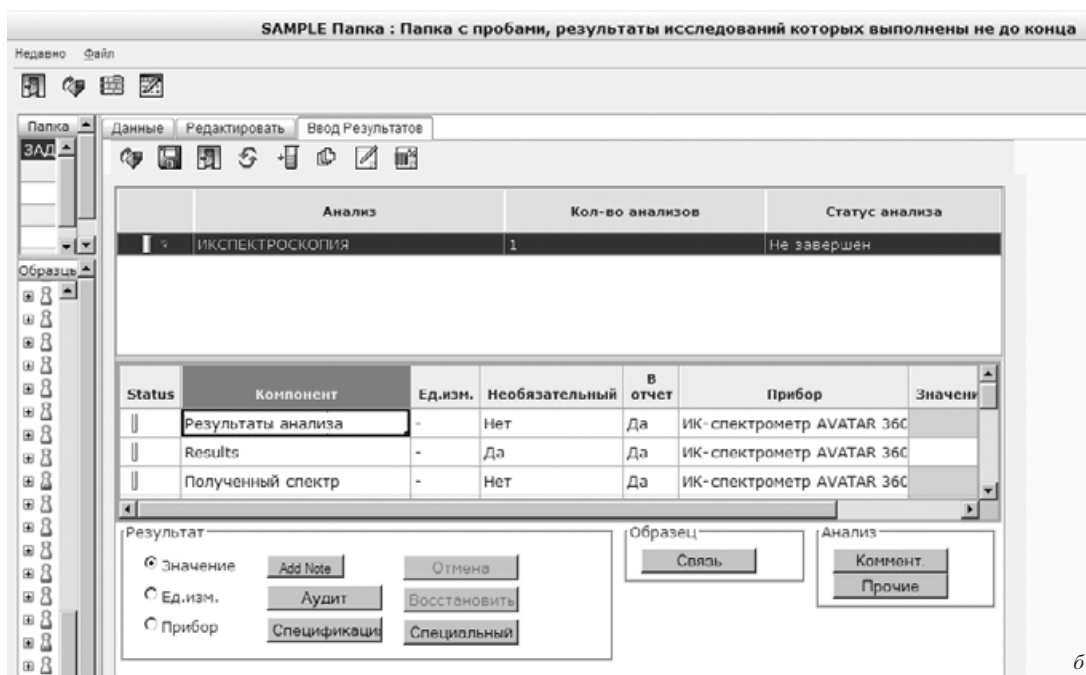 SAMPLE Папка : Папка с пробами, результаты исследований которых выполнены не до конца
Недавно Файл
Папка
Данные Редактировать Ввод Результатов
ЗАД
Анализ Кол-во анализов Статус анализа
ИКСПЕКТРОСКОПИЯ 1 Не завершен
Образць
Status Компонент Ед.изм. Необязательный В отчет Прибор Значени
Результаты анализа - Нет Да ИК-спектрометр AVATAR 360
Results - Да Да ИК-спектрометр AVATAR 360
Полученный спектр - Нет Да ИК-спектрометр AVATAR 360
Результат Образец Анализ
Значение Add Note Отмена Связь Коммент.
Ед.изм. Аудит Восстановить Прочие
Прибор Спецификаци Специальный
б